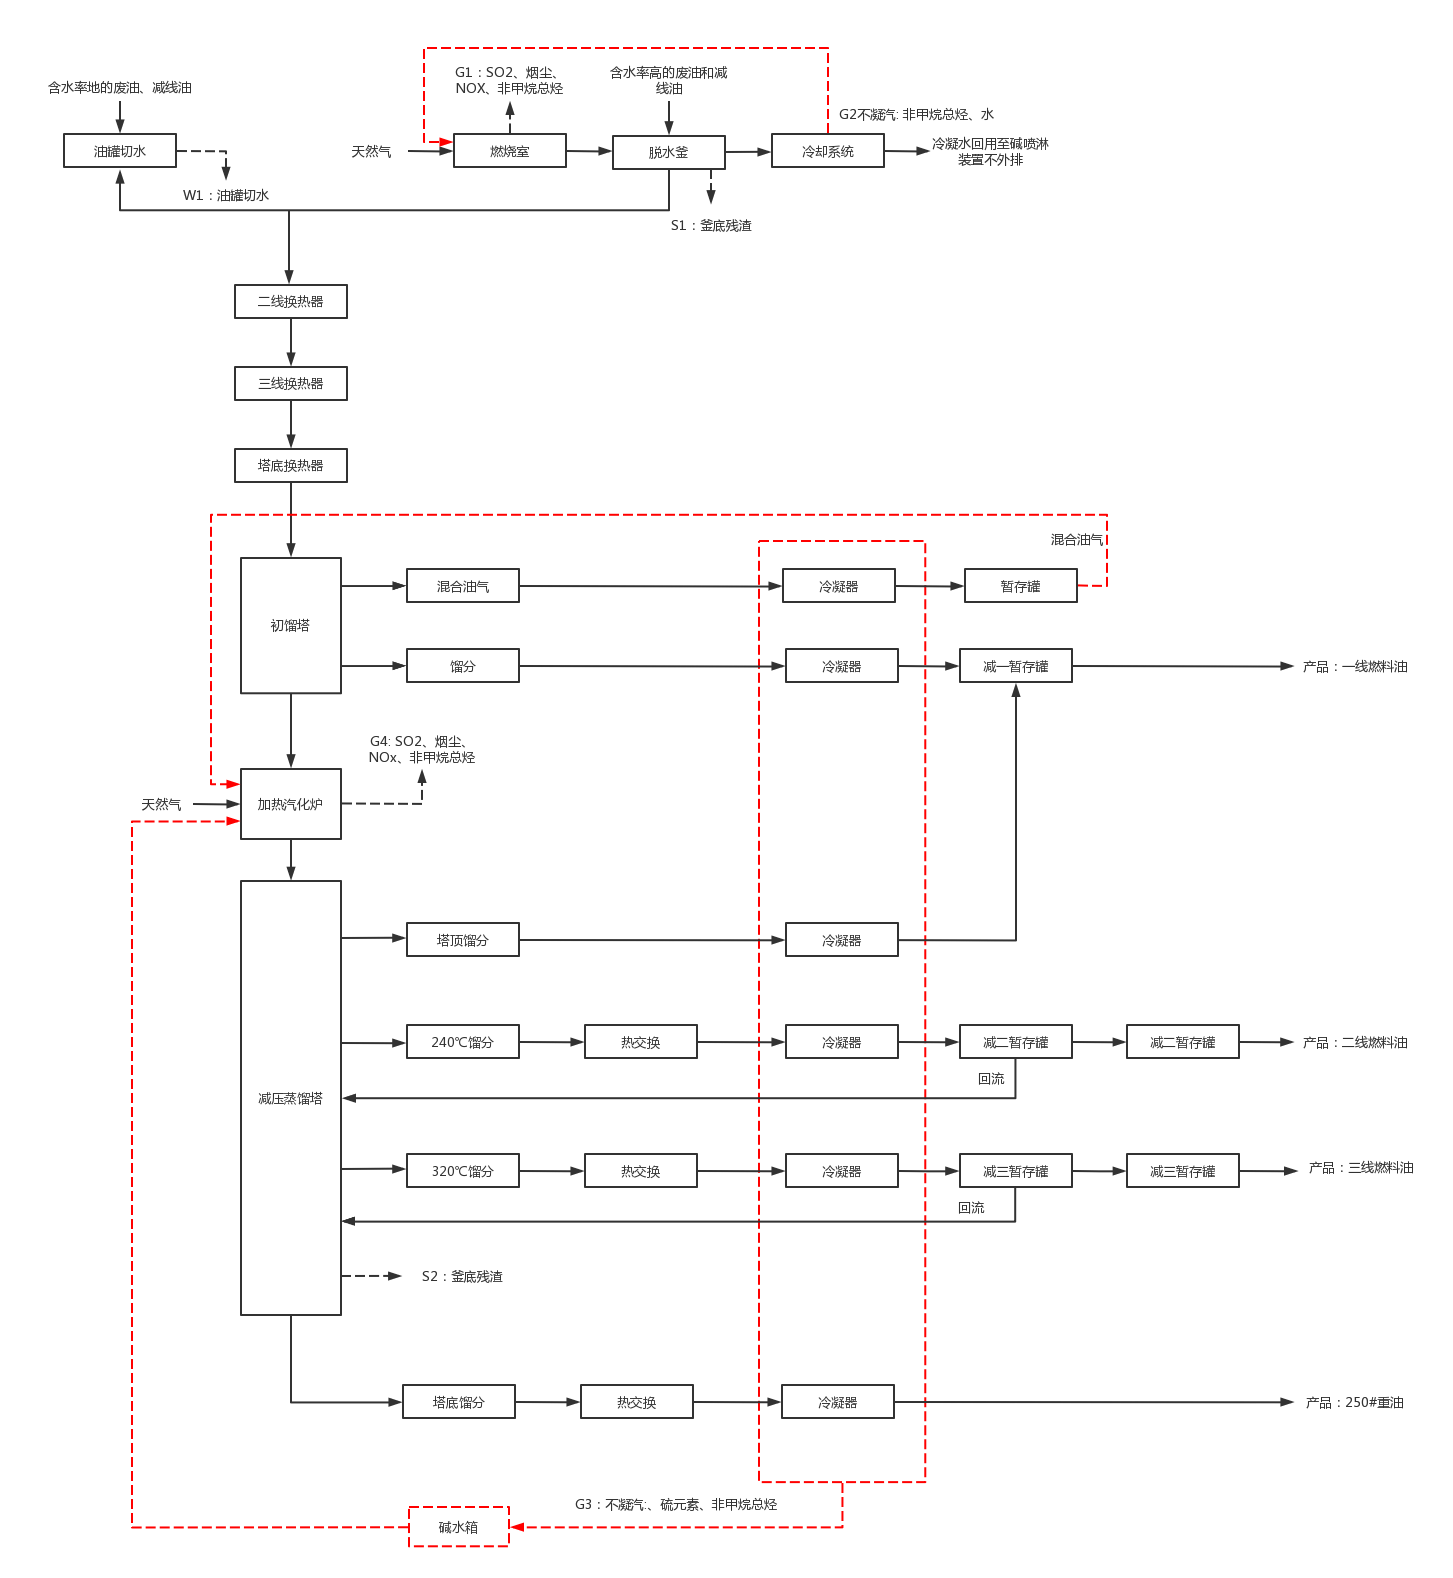 G1：SO2、烟尘、
NOX、非甲烷总烃
含水率高的废油和减
线油
含水率地的废油、减线油
G2不凝汽: 非甲烷总烃、水
油罐切水
天然气
燃烧室
脱水釜
冷却系统
冷凝水回用至碱喷淋
装置不外排
W1：油罐切水
S1：釜底残渣
二线换热器
三线换热器
塔底换热器
混合油气
初馏塔
混合油气
冷凝器
暂存罐
馏分
冷凝器
减一暂存罐
产品：一线燃料油
G4: SO2、烟尘、
NOx、非甲烷总烃
天然气
加热汽化炉
塔顶馏分
冷凝器
240℃馏分
热交换
冷凝器
减二暂存罐
减二暂存罐
产品：二线燃料油
回流
减压蒸馏塔
320℃馏分
热交换
冷凝器
减三暂存罐
减三暂存罐
产品：三线燃料油
回流
S2：釜底残渣
塔底馏分
热交换
冷凝器
产品：250#重油
G3：不凝汽:、硫元素、非甲烷总烃
碱水箱